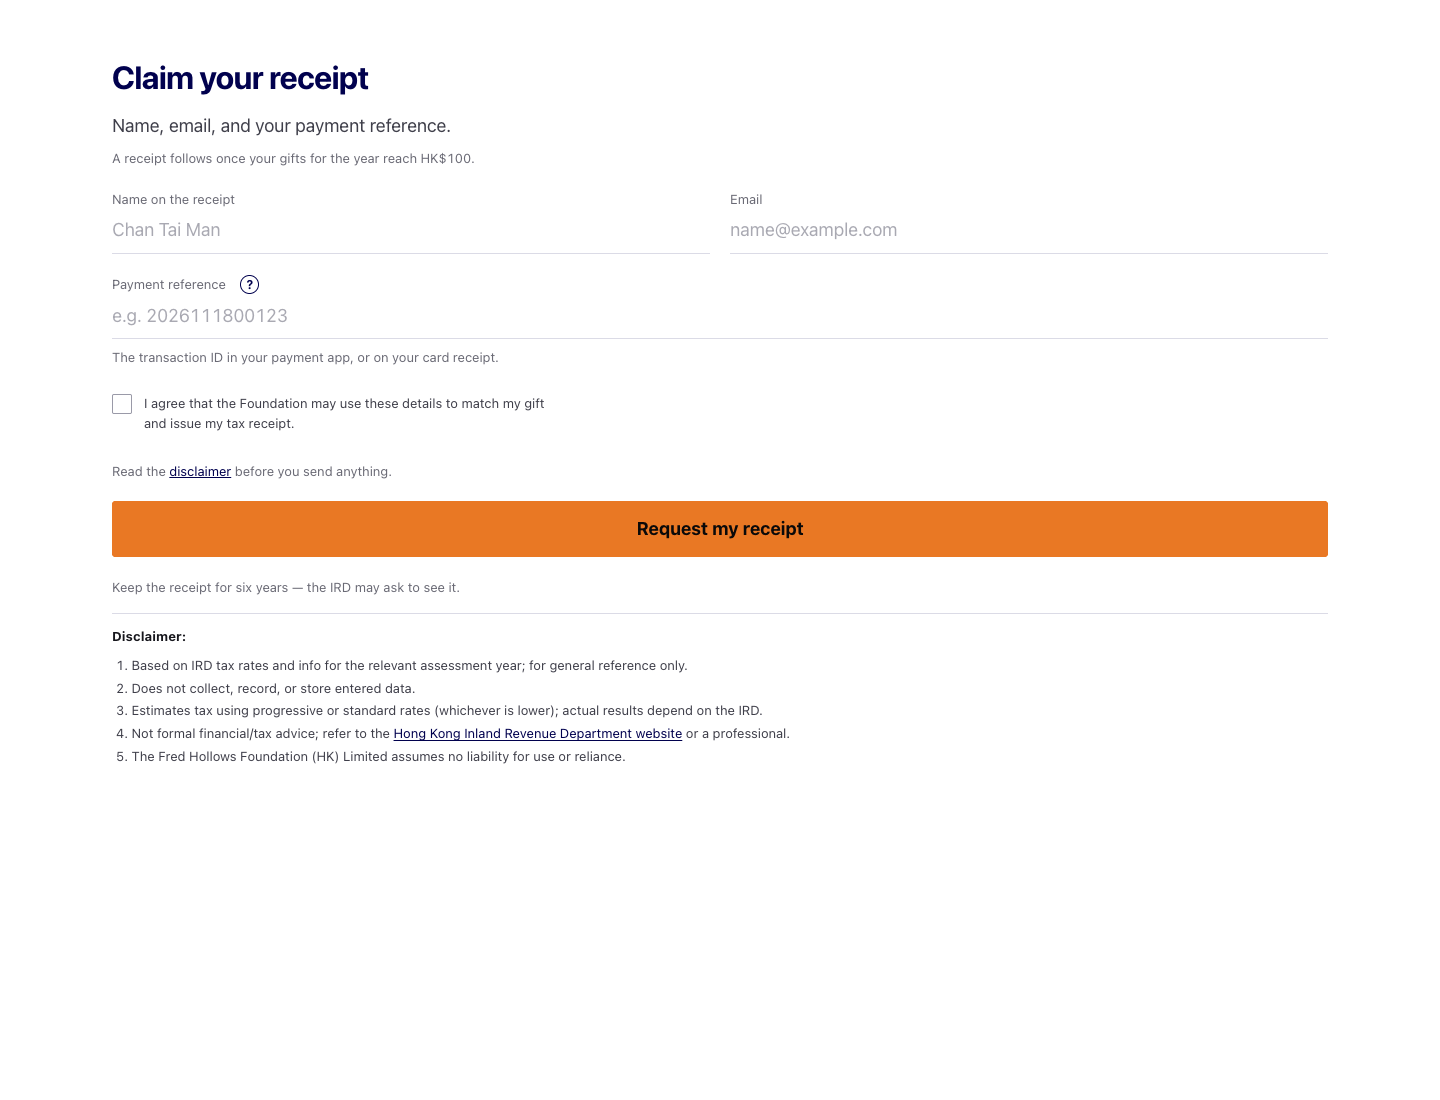 Claim your receipt
Name, email, and your payment reference.
A receipt follows once your gifts for the year reach HK$100.
Name on the receipt
Email
Chan Tai Man
name@example.com
Payment reference ?
e.g. 2026111800123
The transaction ID in your payment app, or on your card receipt.
I agree that the Foundation may use these details to match my gift
and issue my tax receipt.
Read the disclaimer before you send anything.
Request my receipt
Keep the receipt for six years — the IRD may ask to see it.
Disclaimer:
1. Based on IRD tax rates and info for the relevant assessment year; for general reference only.
2. Does not collect, record, or store entered data.
3. Estimates tax using progressive or standard rates (whichever is lower); actual results depend on the IRD.
4. Not formal financial/tax advice; refer to the Hong Kong Inland Revenue Department website or a professional.
5. The Fred Hollows Foundation (HK) Limited assumes no liability for use or reliance.